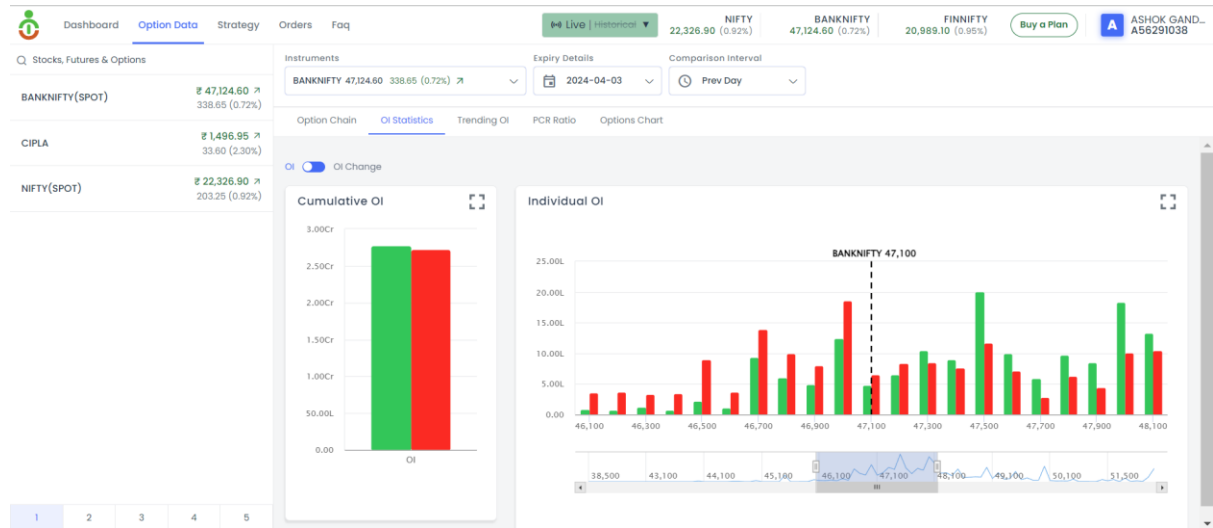 Dashboard Option Data Strategy Orders Faq
Live | Historical ▼
NIFTY
22,326.90 (0.92%)
BANKNIFTY
47,124.60 (0.72%)
FINNIFTY
20,989.10 (0.95%)
Buy a Plan
A
ASHOK GAND...
A56291038
Stocks, Futures & Options
BANKNIFTY(SPOT)
₹ 47,124.60
338.65 (0.72%)
CIPLA
₹ 1,496.95
33.60 (2.30%)
NIFTY(SPOT)
₹ 22,326.90
203.25 (0.92%)
1 2 3 4 5
Instruments
BANKNIFTY 47,124.60 338.65 (0.72%)
Expiry Details
2024-04-03
Comparison Interval
Prev Day
Option Chain OI Statistics Trending OI PCR Ratio Options Chart
OI OI Change
Cumulative OI
3.00Cr
2.50Cr
2.00Cr
1.50Cr
1.00Cr
50.00L
0.00
OI
Individual OI
BANKNIFTY 47,100
25.00L
20.00L
15.00L
10.00L
5.00L
0.00
46,100 46,300 46,500 46,700 46,900 47,100 47,300 47,500 47,700 47,900 48,100
38,500 43,100 44,100 45,100 46,100 47,100 48,100 49,100 50,100 51,500